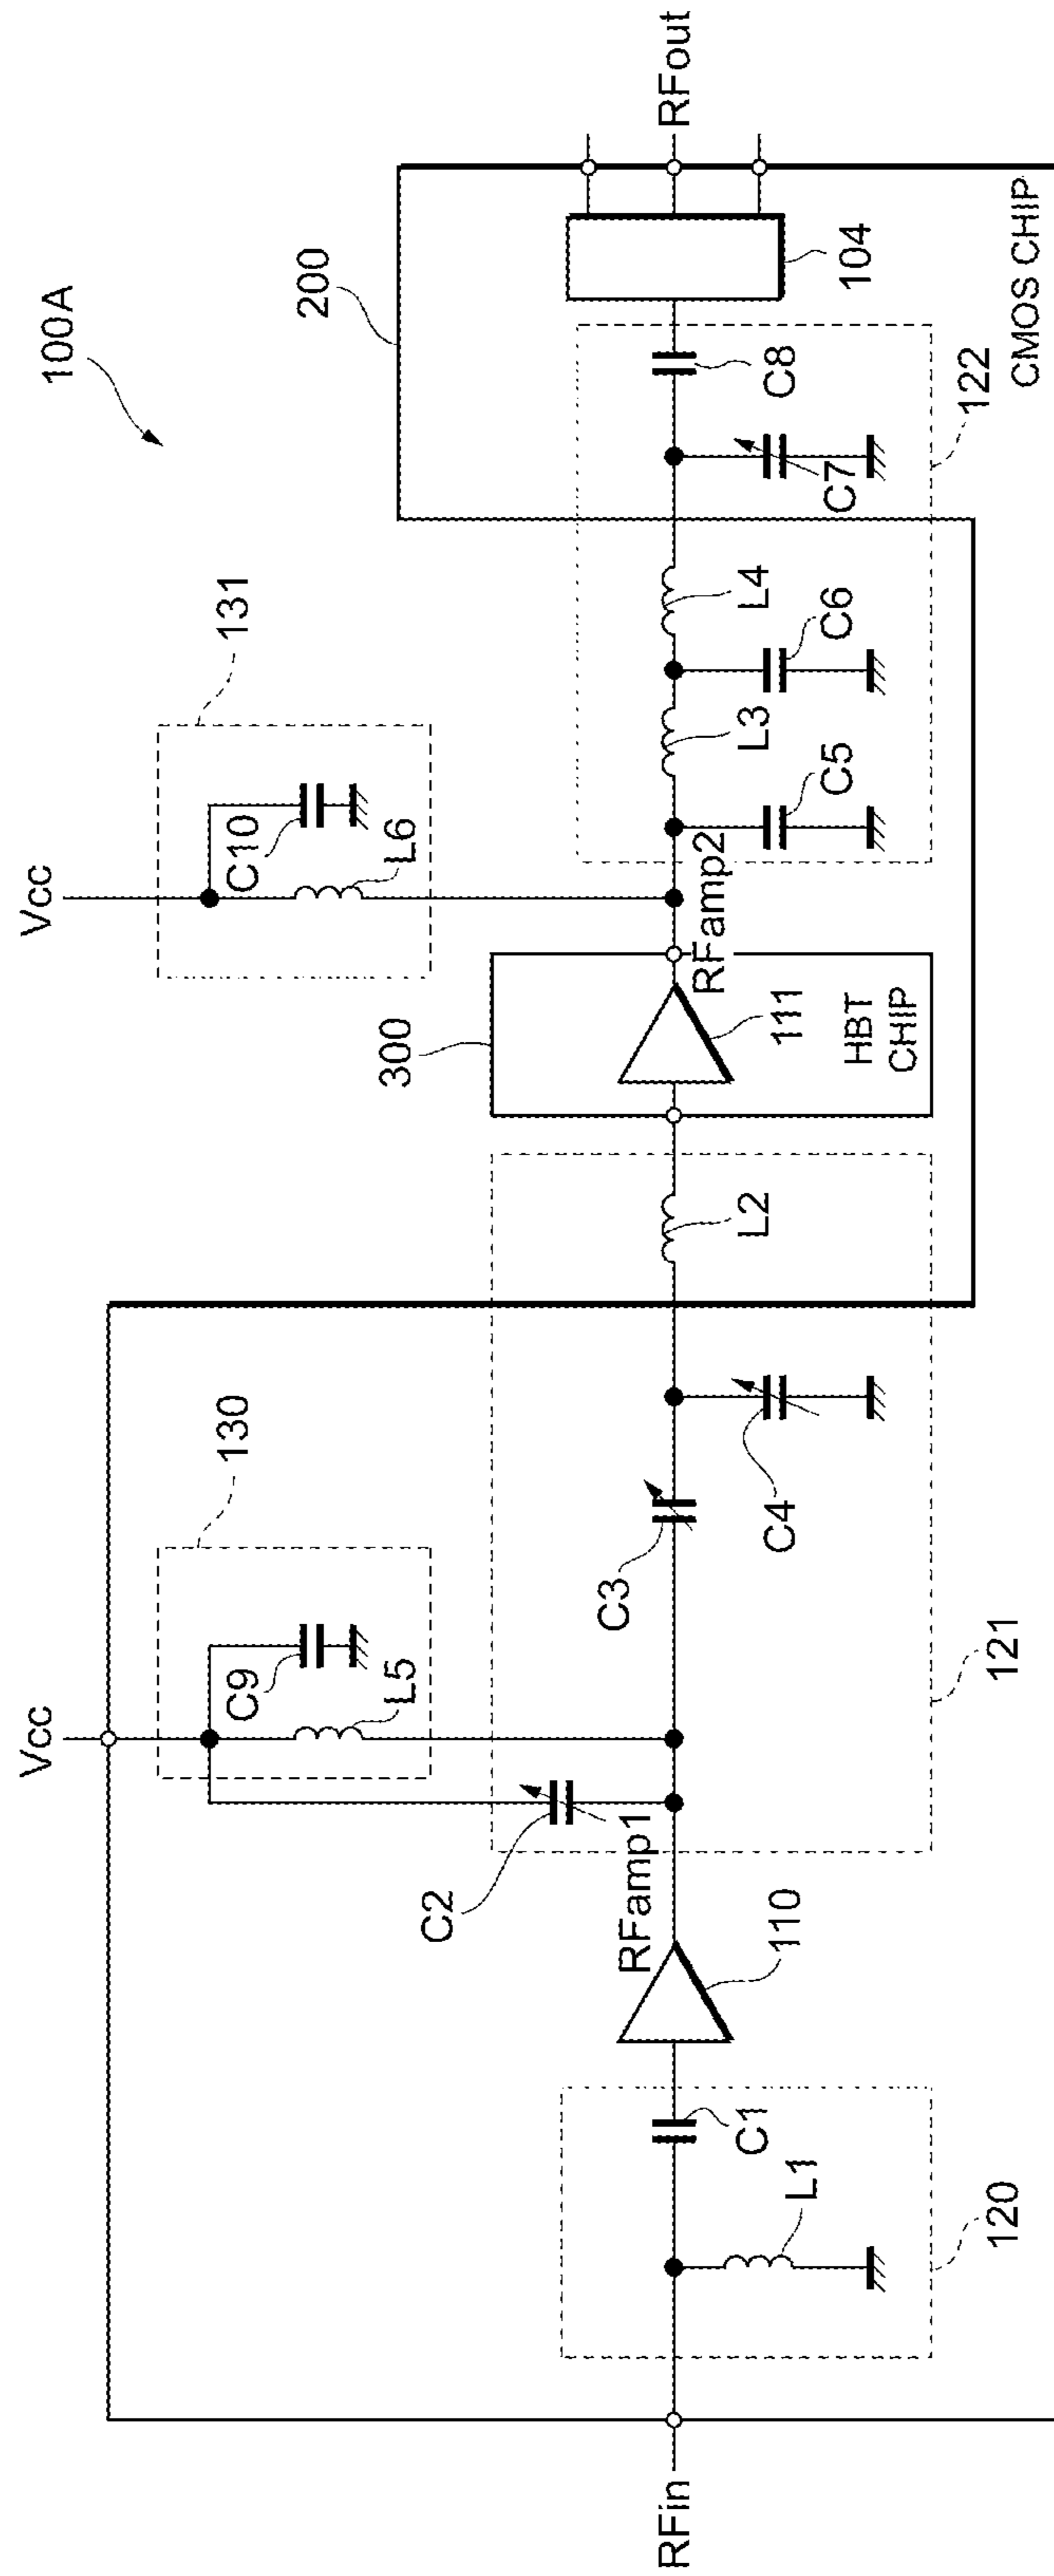 100A
Vcc
Vcc
131
130
200
C10
L6
C9
L5
300
C2
RFamp1
C3
RFin
RFout
RFamp2
C1
L1
110
C4
L2
111
HBT
CHIP
L3
L4
C5
C6
C7
C8
104
120
121
122
CMOS CHIP